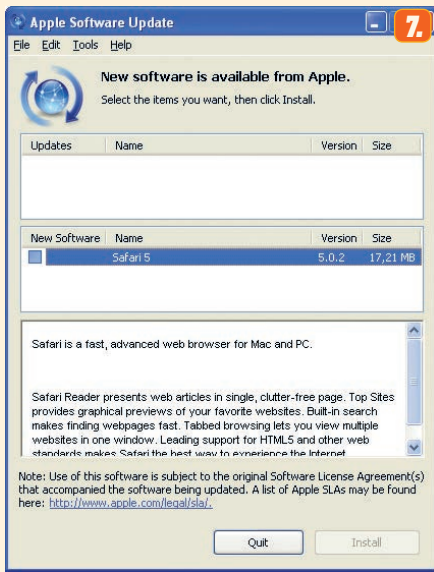 Apple Software Update
7.
File Edit Tools Help
New software is available from Apple.
Select the items you want, then click Install.
Updates Name Version Size
New Software Name Version Size
Safari 5 5.0.2 17,21 MB
Safari is a fast, advanced web browser for Mac and PC.
Safari Reader presents web articles in single, clutter-free page. Top Sites
provides graphical previews of your favorite websites. Built-in search
makes finding webpages fast. Tabbed browsing lets you view multiple
websites in one window. Leading support for HTML5 and other web
standards makes Safari the best way to experience the Internet
Note: Use of this software is subject to the original Software License Agreement(s)
that accompanied the software being updated. A list of Apple SLAs may be found
here: http://www.apple.com/legal/sla/.
Quit Install